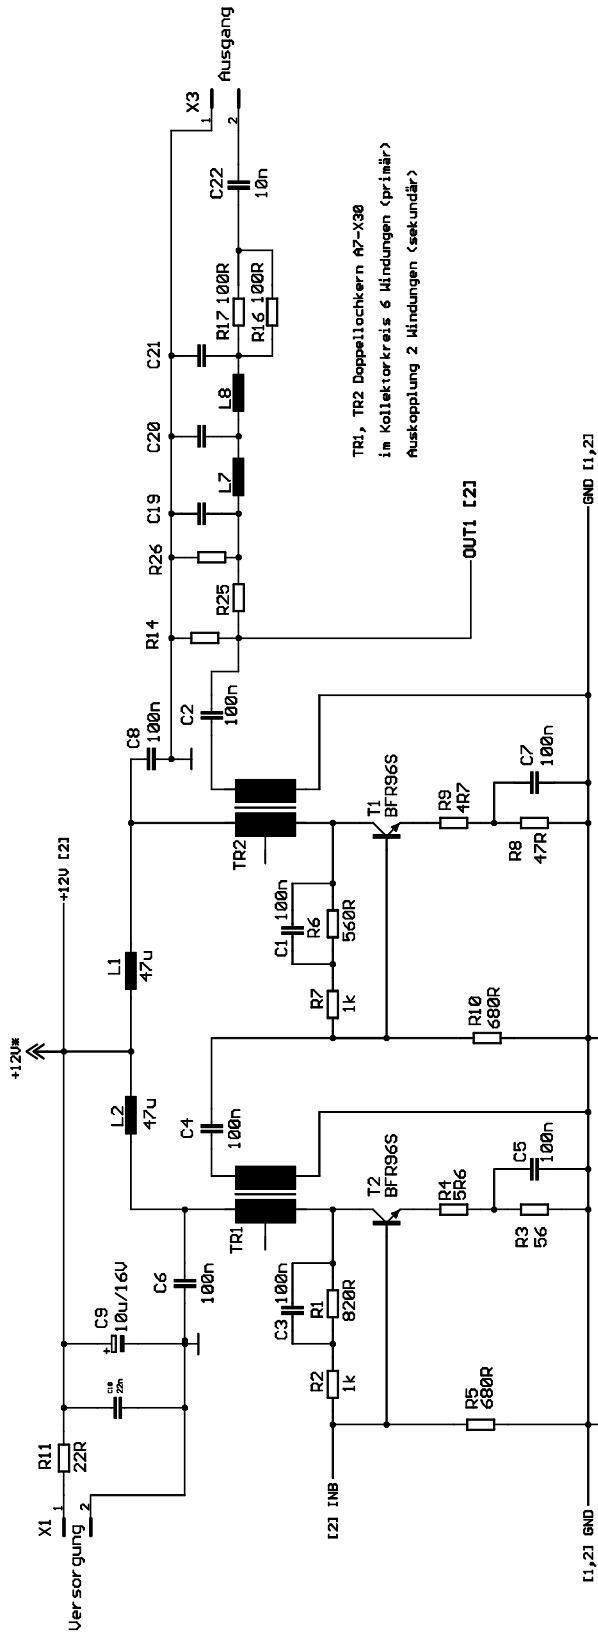 Versorgung
X1
1
2
R11
22R
C10
22n
C9
+
10u/16V
C6
100n
+12V*
+12V [2]
L2
47u
L1
47u
C8
100n
TR1
C4
100n
TR2
C2
100n
R14
R25
R26
C19
L7
C20
L8
C21
R17 100R
R16 100R
C22
10n
X3
1
2
Ausgang
[2] INB
R2
1k
C3 100n
R1
820R
T2
BFR96S
R5
680R
R4
5R6
R3
56
C5
100n
R7
1k
C1 100n
R6
560R
T1
BFR96S
R10
680R
R9
4R7
R8
47R
C7
100n
OUT1 [2]
TR1, TR2 Doppellochkern A7-X30
im Kollektorkreis 6 Windungen (primär)
Auskopplung 2 Windungen (sekundär)
[1,2] GND
GND [1,2]